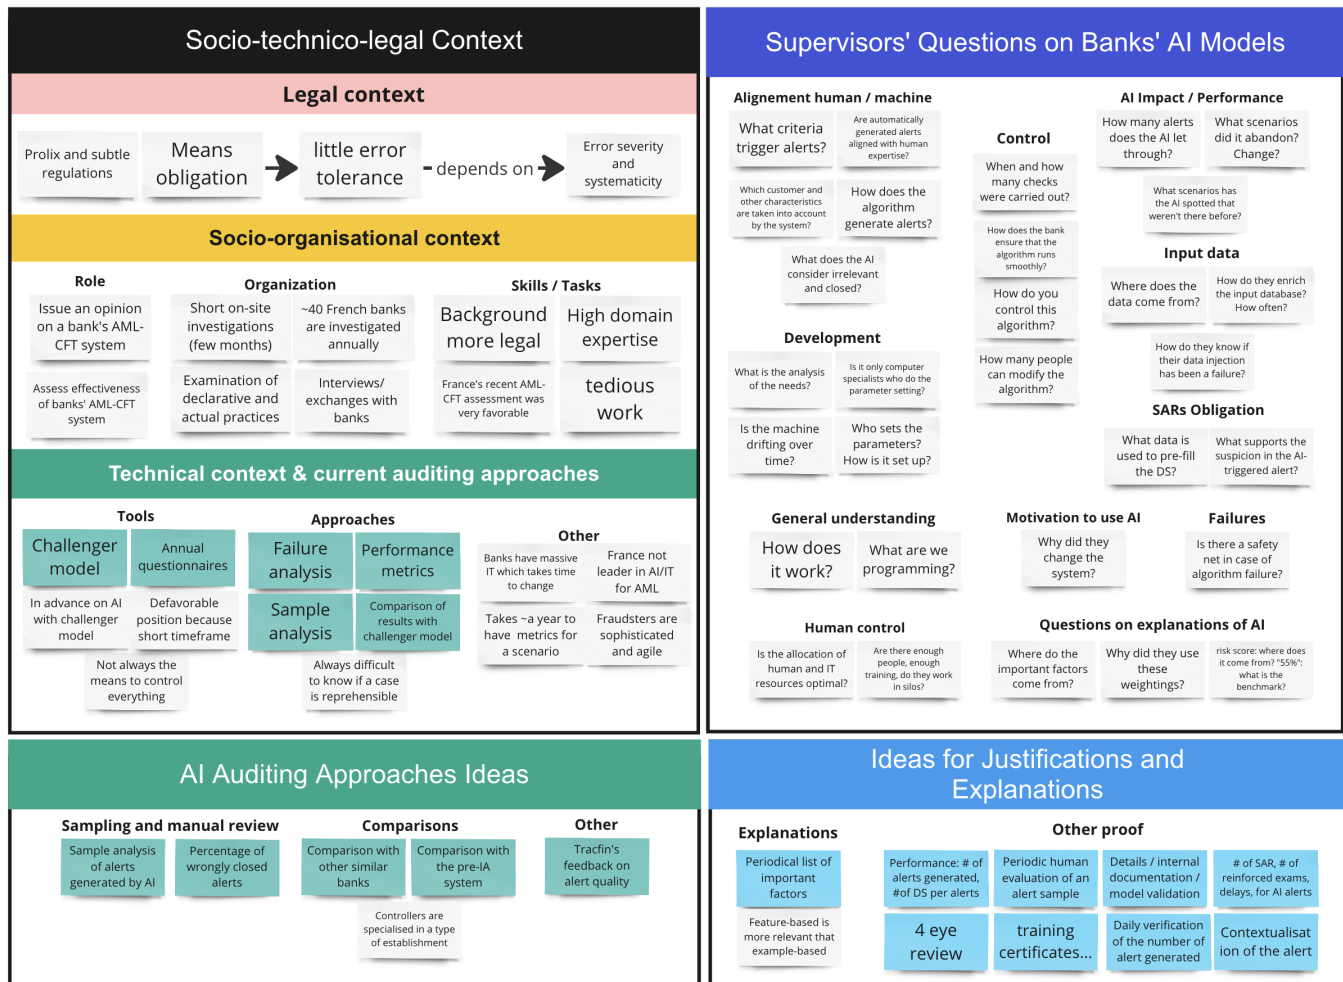 Socio-technico-legal Context
Legal context
Prolix and subtle
regulations
Means
obligation
little error
tolerance
depends on
Error severity
and
systematicity
Socio-organisational context
Role
Issue an opinion
on a bank's AML-
CFT system
Assess effectiveness
of banks' AML-CFT
system
Organization
Short on-site
investigations
(few months)
~40 French banks
are investigated
annually
Examination of
declarative and
actual practices
Interviews/
exchanges with
banks
Skills / Tasks
Background
more legal
High domain
expertise
France's recent AML-
CFT assessment was
very favorable
tedious
work
Technical context & current auditing approaches
Tools
Challenger
model
Annual
questionnaires
In advance on AI
with challenger
model
Defavorable
position because
short timeframe
Not always the
means to control
everything
Approaches
Failure
analysis
Performance
metrics
Sample
analysis
Comparison of
results with
challenger model
Always difficult
to know if a case
is reprehensible
Other
Banks have massive
IT which takes time
to change
France not
leader in AI/IT
for AML
Takes ~a year to
have metrics for
a scenario
Fraudsters are
sophisticated
and agile
Supervisors' Questions on Banks' AI Models
Alignement human / machine
What criteria
trigger alerts?
Are automatically
generated alerts
aligned with human
expertise?
Which customer and
other characteristics
are taken into account
by the system?
How does the
algorithm
generate alerts?
What does the AI
consider irrelevant
and closed?
Control
When and how
many checks
were carried out?
How does the bank
ensure that the
algorithm runs
smoothly?
How do you
control this
algorithm?
How many people
can modify the
algorithm?
AI Impact / Performance
How many alerts
does the AI let
through?
What scenarios
did it abandon?
Change?
What scenarios has
the AI spotted that
weren't there before?
Input data
Where does the
data come from?
How do they enrich
the input database?
How often?
How do they know if
their data injection
has been a failure?
Development
What is the analysis
of the needs?
Is it only computer
specialists who do the
parameter setting?
Is the machine
drifting over
time?
Who sets the
parameters?
How is it set up?
SARs Obligation
What data is
used to pre-fill
the DS?
What supports the
suspicion in the AI-
triggered alert?
General understanding
How does
it work?
What are we
programming?
Motivation to use AI
Why did they
change the
system?
Failures
Is there a safety
net in case of
algorithm failure?
Human control
Is the allocation of
human and IT
resources optimal?
Are there enough
people, enough
training, do they work
in silos?
Questions on explanations of AI
Where do the
important factors
come from?
Why did they use
these
weightings?
risk score: where does
it come from? "55%":
what is the
benchmark?
AI Auditing Approaches Ideas
Sampling and manual review
Sample analysis
of alerts
generated by AI
Percentage of
wrongly closed
alerts
Comparisons
Comparison with
other similar
banks
Comparison with
the pre-IA
system
Controllers are
specialised in a type
of establishment
Other
Tracfin's
feedback on
alert quality
Ideas for Justifications and
Explanations
Explanations
Periodical list of
important
factors
Feature-based is
more relevant that
example-based
Other proof
Performance: # of
alerts generated,
#of DS per alerts
Periodic human
evaluation of an
alert sample
Details / internal
documentation /
model validation
# of SAR, # of
reinforced exams,
delays, for AI alerts
4 eye
review
training
certificates...
Daily verification
of the number of
alert generated
Contextualisat
ion of the alert